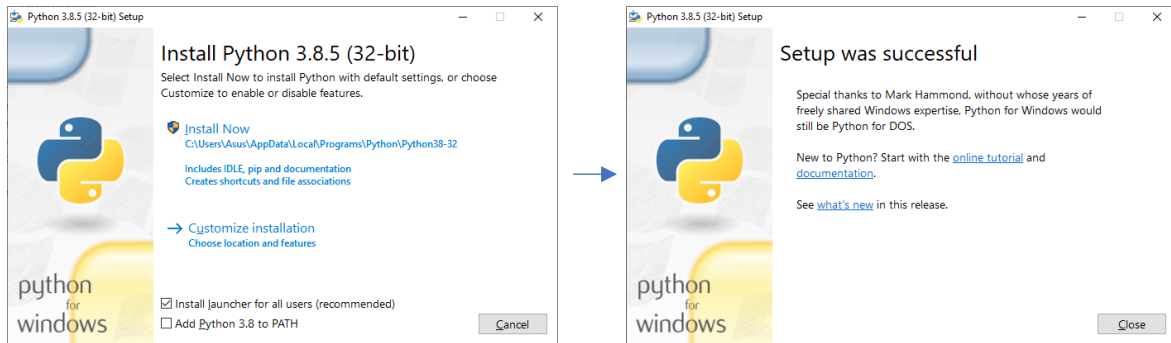 Python 3.8.5 (32-bit) Setup
Install Python 3.8.5 (32-bit)
Select Install Now to install Python with default settings, or choose
Customize to enable or disable features.
Install Now
C:\Users\Asus\AppData\Local\Programs\Python\Python38-32
Includes IDLE, pip and documentation
Creates shortcuts and file associations
Customize installation
Choose location and features
python
for
windows
Install launcher for all users (recommended)
Add Python 3.8 to PATH
Cancel
Python 3.8.5 (32-bit) Setup
Setup was successful
Special thanks to Mark Hammond, without whose years of
freely shared Windows expertise, Python for Windows would
still be Python for DOS.
New to Python? Start with the online tutorial and
documentation.
See what's new in this release.
python
for
windows
Close